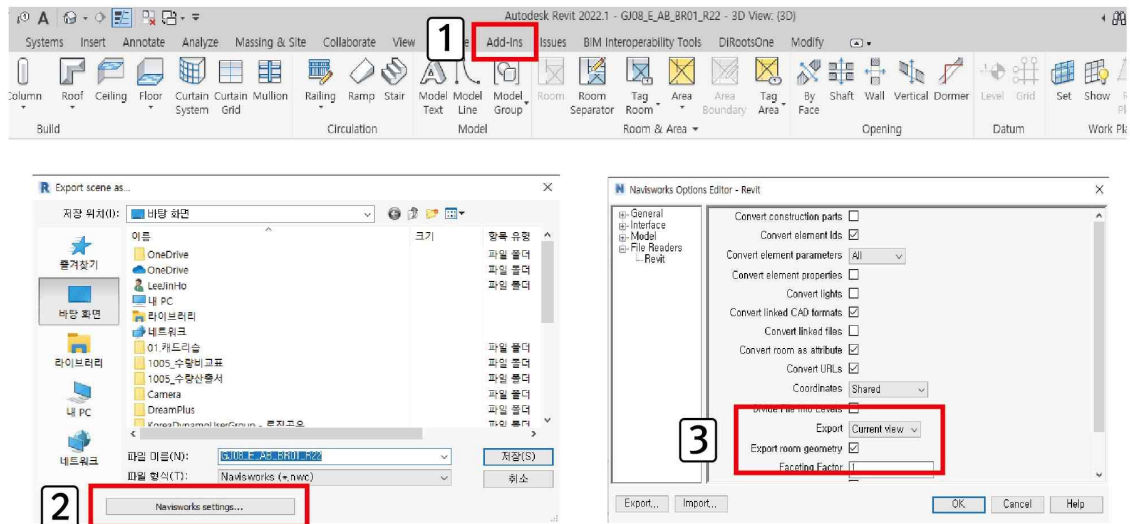 Autodesk Revit 2022.1 - GJ08_E_AB_BR01_R22 - 3D View: {3D}
1
Systems Insert Annotate Analyze Massing & Site Collaborate View Add-Ins Issues BIM Interoperability Tools DiRootsOne Modify
Column Roof Ceiling Floor Curtain System Curtain Grid Mullion Railing Ramp Stair Model Text Model Line Model Group Room Room Separator Tag Room Area Area Boundary Tag Area By Face Shaft Wall Vertical Dormer Level Grid Set Show
Build Circulation Model Room & Area Opening Datum Work
R Export scene as...
저장 위치(I): 바탕 화면
이름 크기 항목 유형
즐겨찾기
바탕 화면
라이브러리
내 PC
네트워크
OneDrive 파일 폴더
OneDrive 파일 폴더
LeeJinHo 파일 폴더
내 PC
라이브러리
네트워크
01.캐드리습 파일 폴더
1005_수량비교표 파일 폴더
1005_수량산출서 파일 폴더
Camera 파일 폴더
DreamPlus 파일 폴더
KoreaDynamoUserGroup - 파일 폴더
파일 이름(N): GJ08_E_AB_BR01_R22 저장(S)
파일 형식(T): Navisworks (*.nwc) 취소
2
Navisworks settings...
N Navisworks Options Editor - Revit
General
Interface
Model
File Readers
Revit
Convert construction parts
Convert element Ids
Convert element parameters All
Convert element properties
Convert lights
Convert linked CAD formats
Convert linked files
Convert room as attribute
Convert URLs
Coordinates Shared
Divide File into Levels
3
Export Current view
Export room geometry
Faceting Factor 1
Export... Import... OK Cancel Help